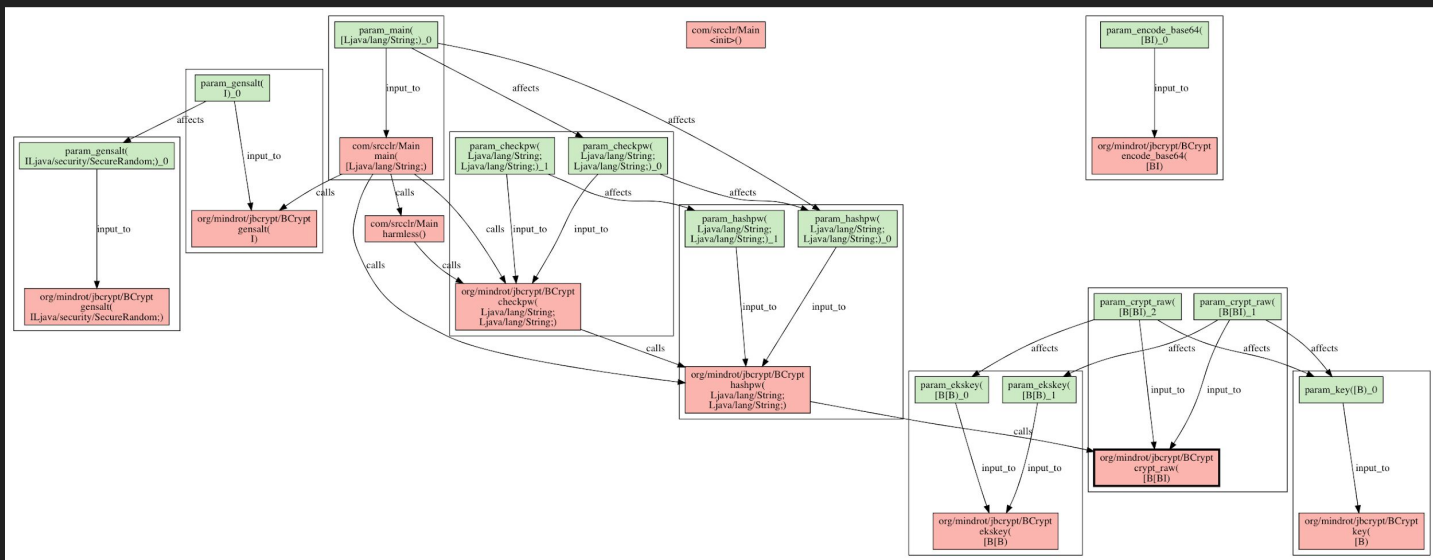 param_main(
[Ljava/lang/String;)_0
com/srcclr/Main
<init>()
param_encode_base64(
[BI)_0
param_gensalt(
I)_0
input_to
affects
affects
input_to
affects
input_to
param_gensalt(
ILjava/security/SecureRandom;)_0
com/srcclr/Main
main(
[Ljava/lang/String;)
param_checkpw(
Ljava/lang/String;
Ljava/lang/String;)_1
param_checkpw(
Ljava/lang/String;
Ljava/lang/String;)_0
org/mindrot/jbcrypt/BCrypt
encode_base64(
[BI)
calls
calls
affects
affects
input_to
org/mindrot/jbcrypt/BCrypt
gensalt(
I)
com/srcclr/Main
harmless()
calls
input_to
input_to
param_hashpw(
Ljava/lang/String;
Ljava/lang/String;)_1
param_hashpw(
Ljava/lang/String;
Ljava/lang/String;)_0
calls
calls
org/mindrot/jbcrypt/BCrypt
gensalt(
ILjava/security/SecureRandom;)
org/mindrot/jbcrypt/BCrypt
checkpw(
Ljava/lang/String;
Ljava/lang/String;)
input_to
input_to
param_crypt_raw(
[B[BI)_2
param_crypt_raw(
[B[BI)_1
calls
affects
affects
affects
affects
org/mindrot/jbcrypt/BCrypt
hashpw(
Ljava/lang/String;
Ljava/lang/String;)
param_ekskey(
[B[B)_0
param_ekskey(
[B[B)_1
input_to
input_to
param_key([B)_0
calls
input_to
input_to
org/mindrot/jbcrypt/BCrypt
crypt_raw(
[B[BI)
input_to
org/mindrot/jbcrypt/BCrypt
ekskey(
[B[B)
org/mindrot/jbcrypt/BCrypt
key(
[B)